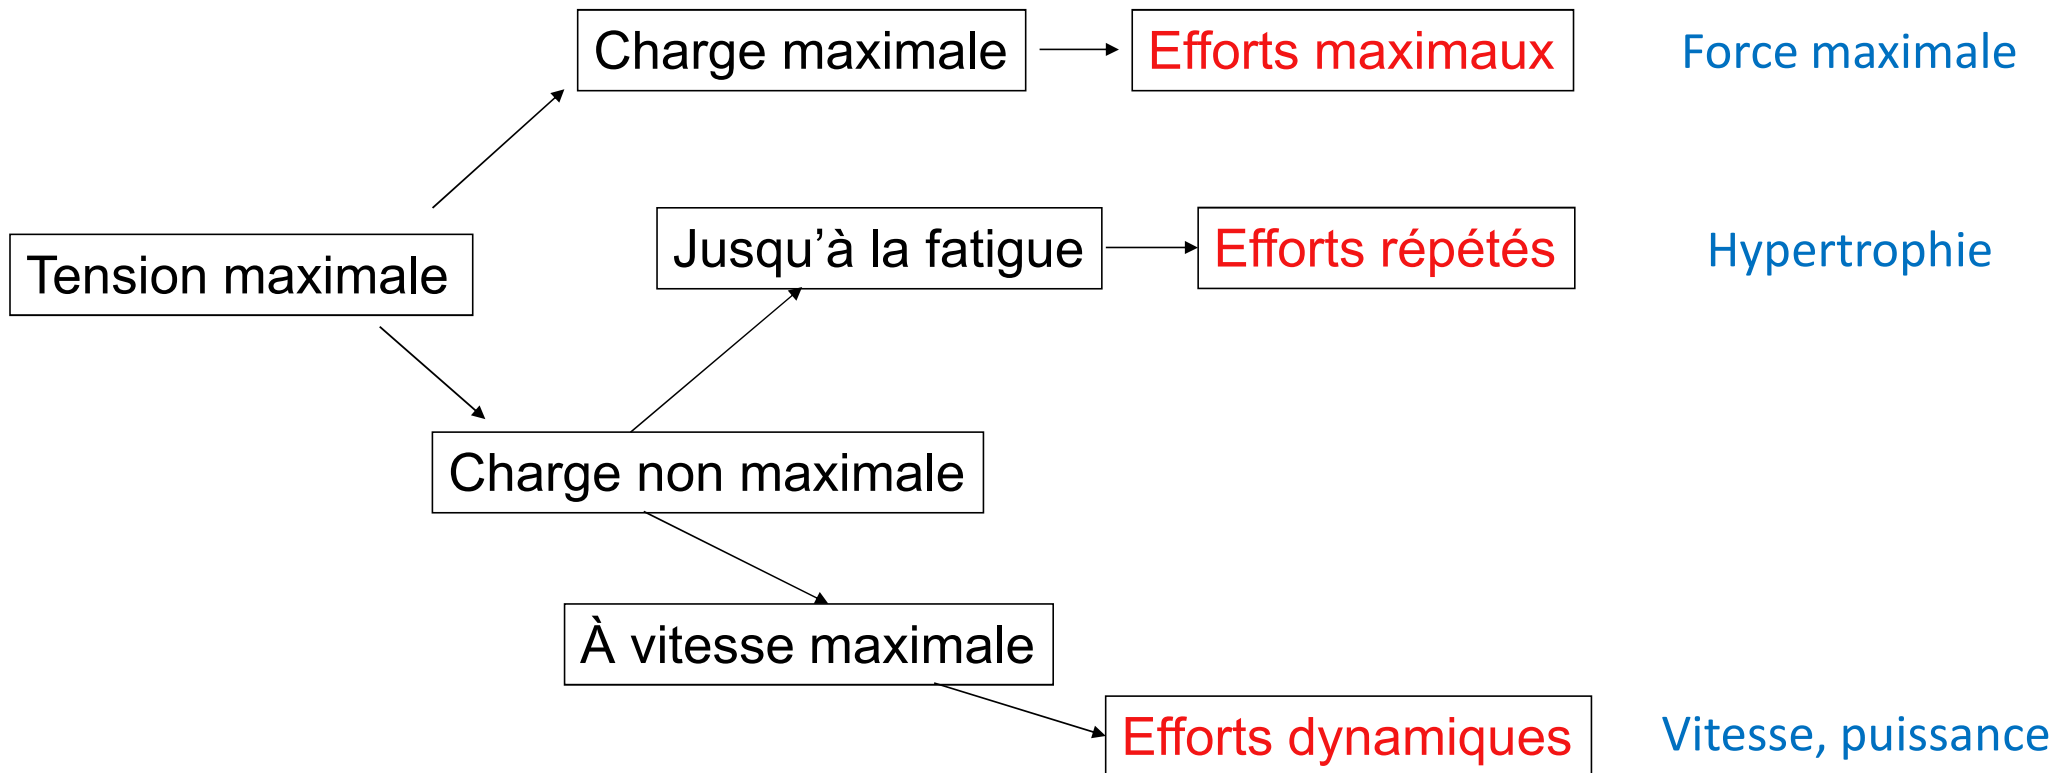 Charge maximale
Efforts maximaux
Force maximale
Tension maximale
Jusqu’à la fatigue
Efforts répétés
Hypertrophie
Charge non maximale
À vitesse maximale
Efforts dynamiques
Vitesse, puissance